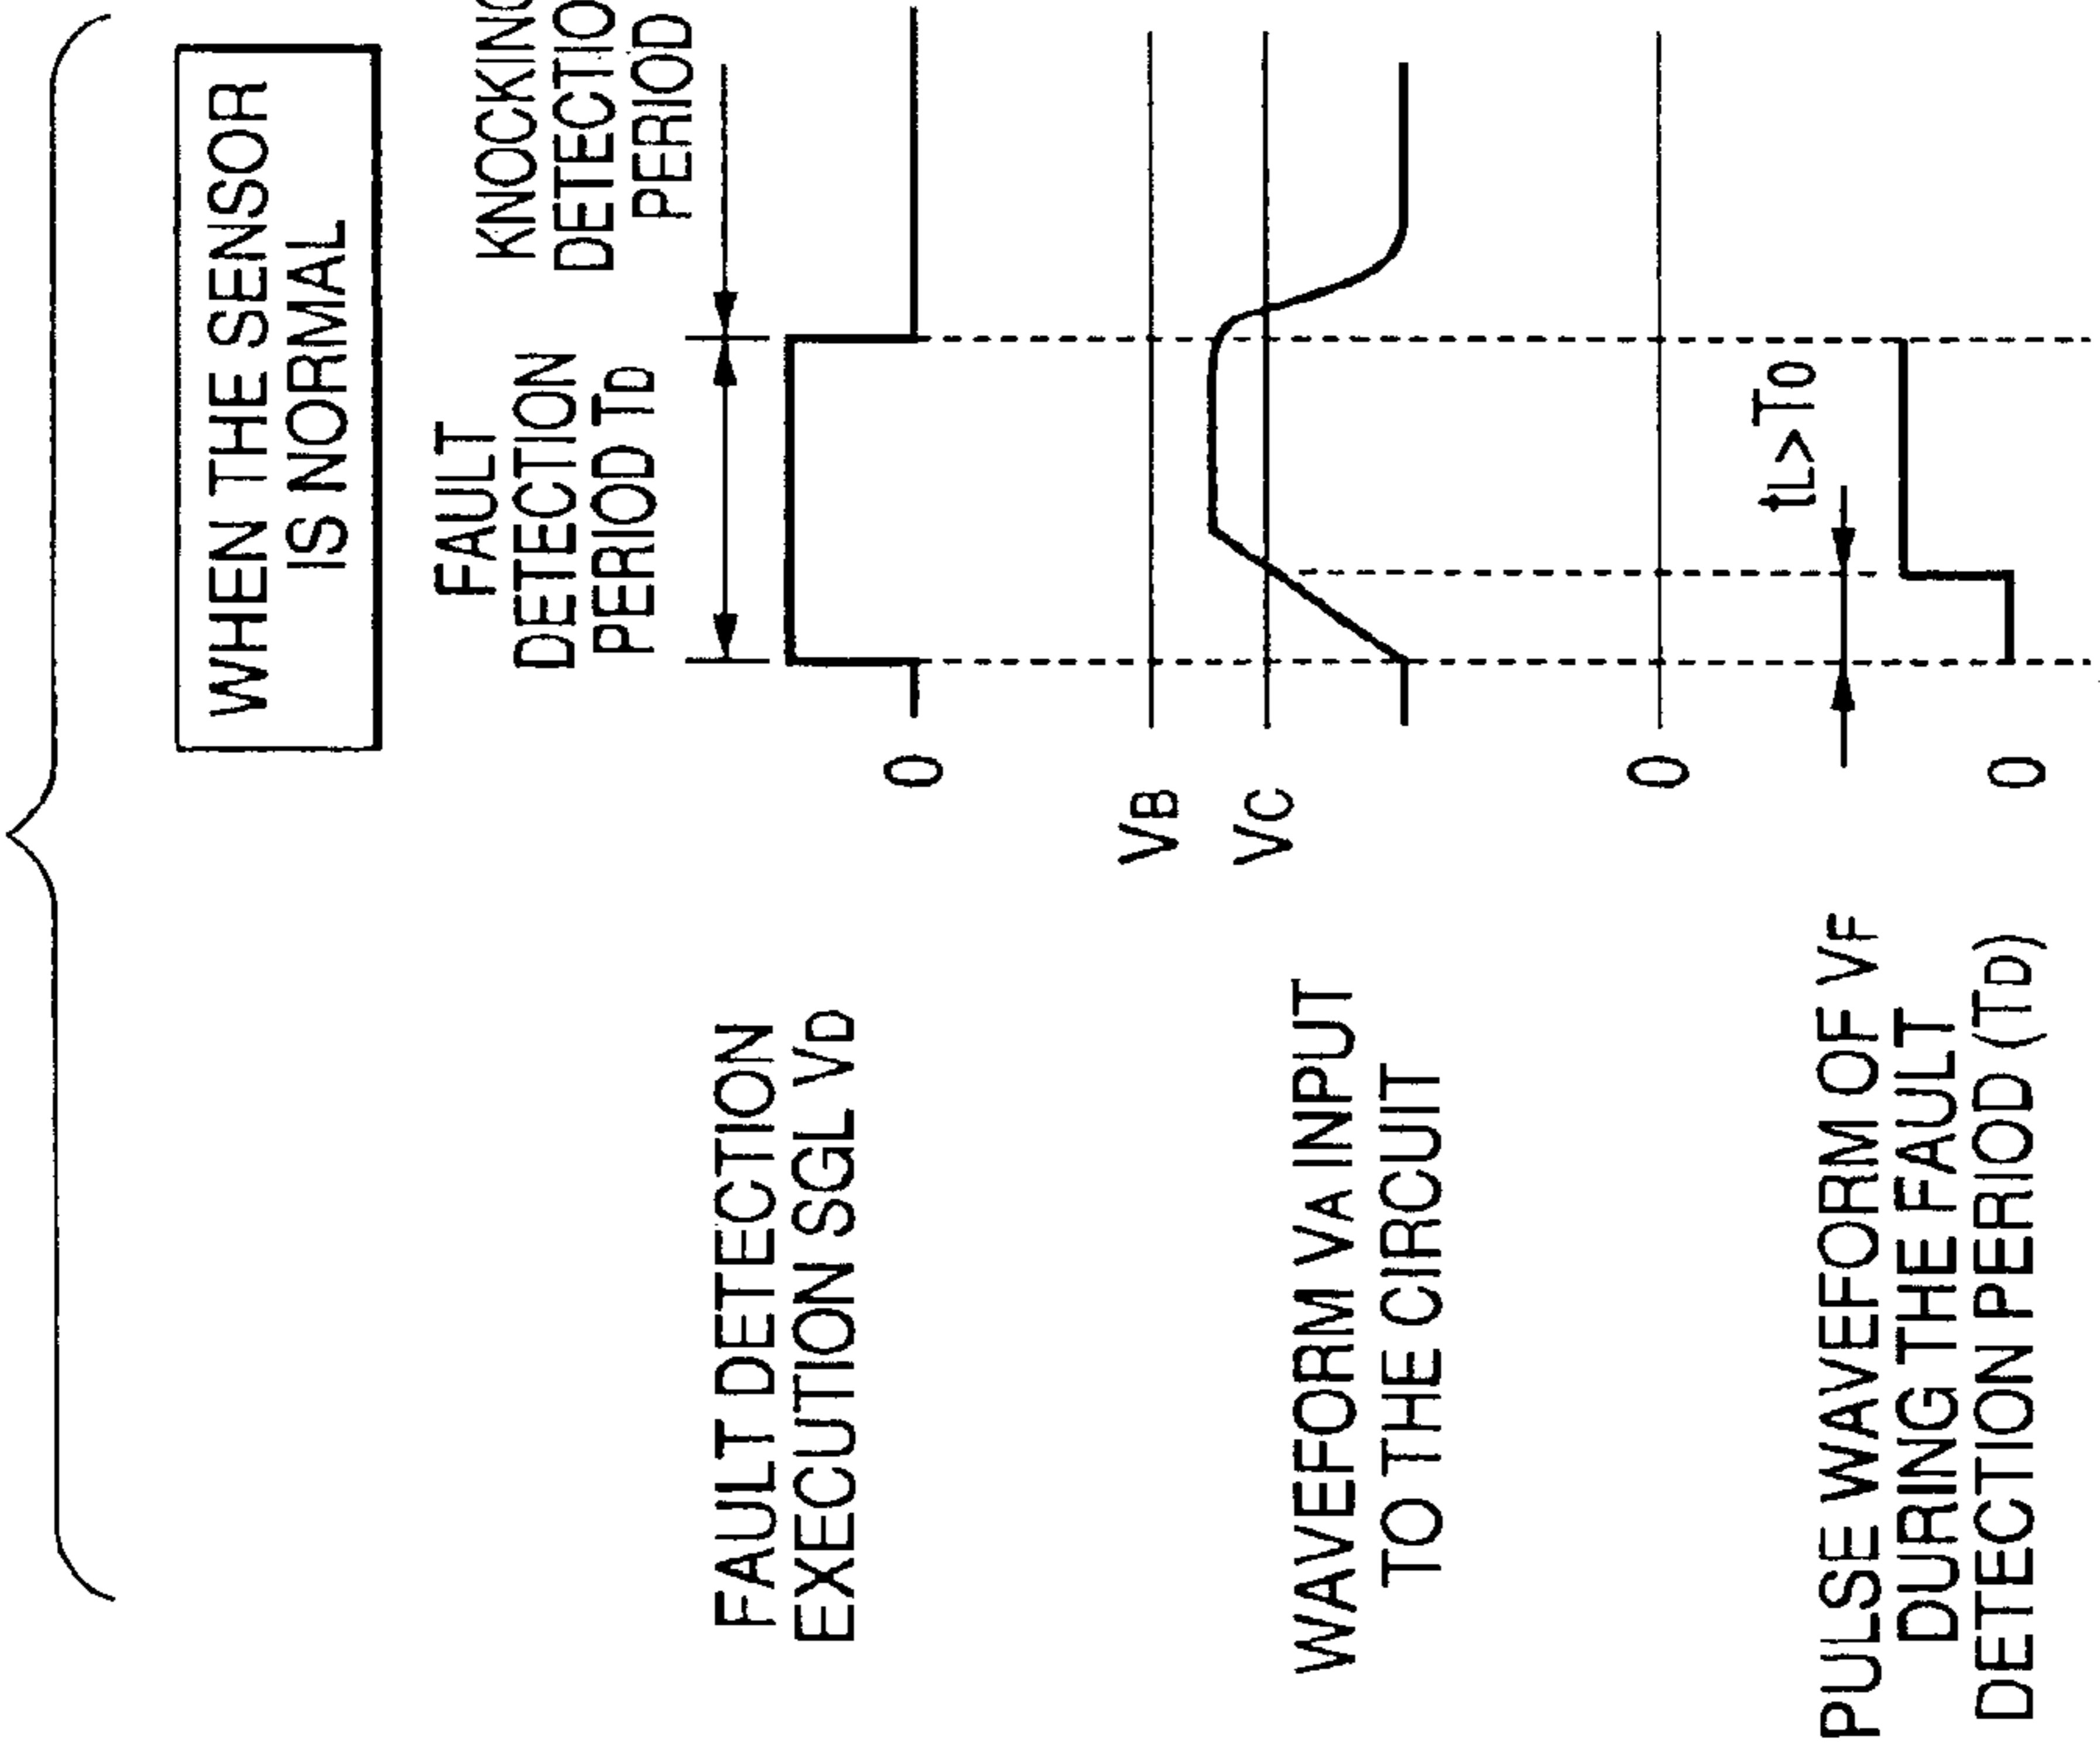 WHEN THE SENSOR
IS NORMAL
FAULT
DETECTION
PERIOD TD
KNOCKING
DETECTIO
PERIOD
FAULT DETECTION
EXECUTION SGL VD
0
VB
VC
WAVEFORM VA INPUT
TO THE CIRCUIT
0
tL>T0
PULSE WAVEFORM OF VF
DURING THE FAULT
DETECTION PERIOD (TD)
0